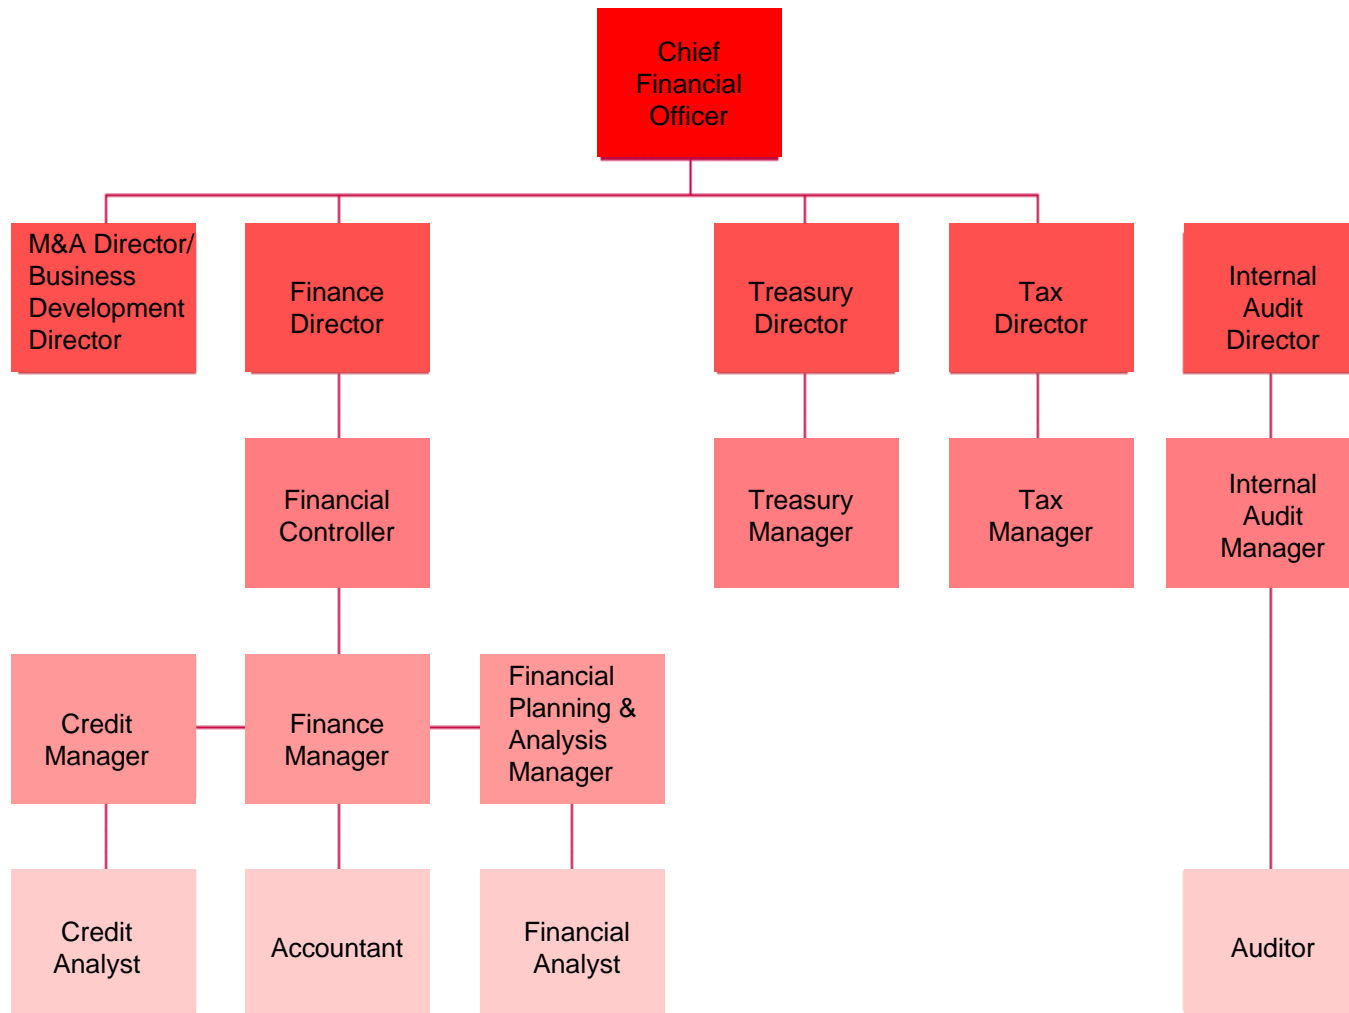 Chief
Financial
Officer
M&A Director/
Business
Development
Director
Finance
Director
Treasury
Director
Tax
Director
Internal
Audit
Director
Financial
Controller
Treasury
Manager
Tax
Manager
Internal
Audit
Manager
Credit
Manager
Finance
Manager
Financial
Planning &
Analysis
Manager
Credit
Analyst
Accountant
Financial
Analyst
Auditor